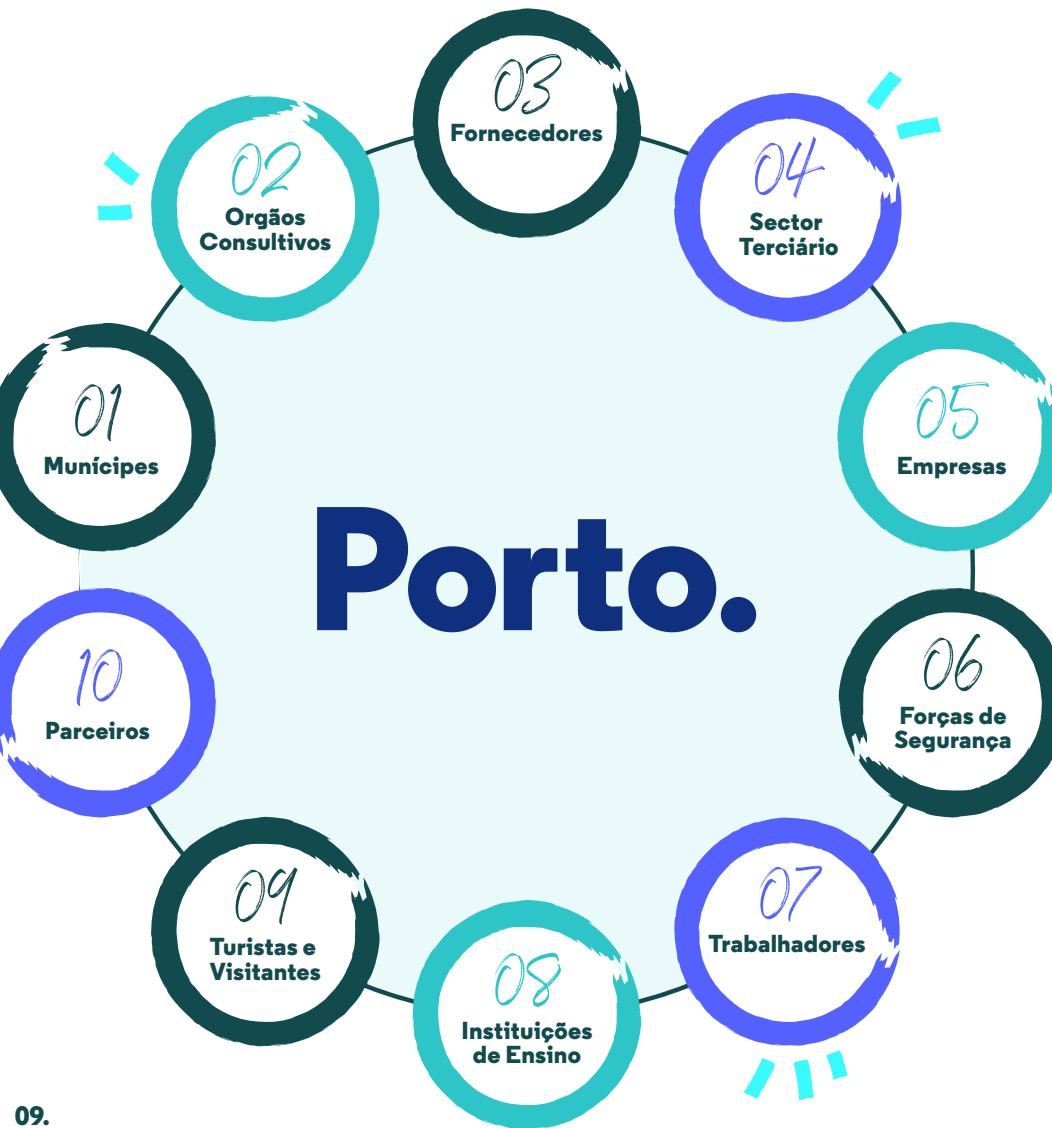 01
Munícipes
02
Orgãos
Consultivos
03
Fornecedores
04
Sector
Terciário
05
Empresas
06
Forças de
Segurança
07
Trabalhadores
08
Instituições
de Ensino
09
Turistas e
Visitantes
10
Parceiros
Porto.
09.